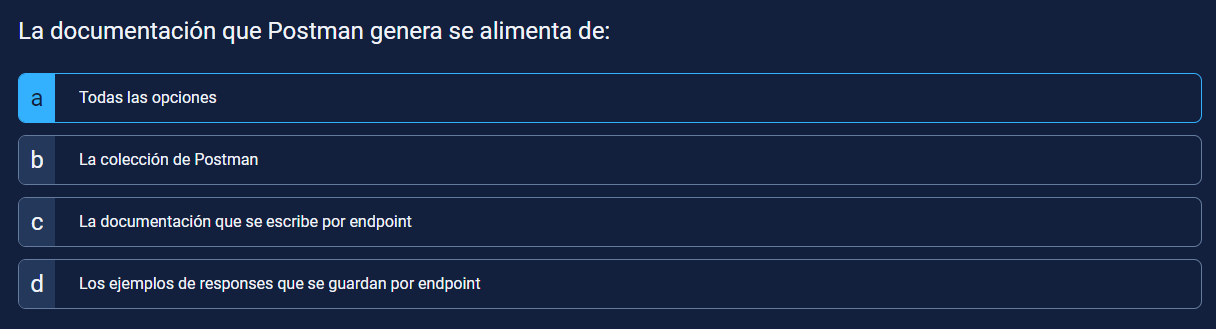 La documentación que Postman genera se alimenta de:
a Todas las opciones
b La colección de Postman
c La documentación que se escribe por endpoint
d Los ejemplos de responses que se guardan por endpoint